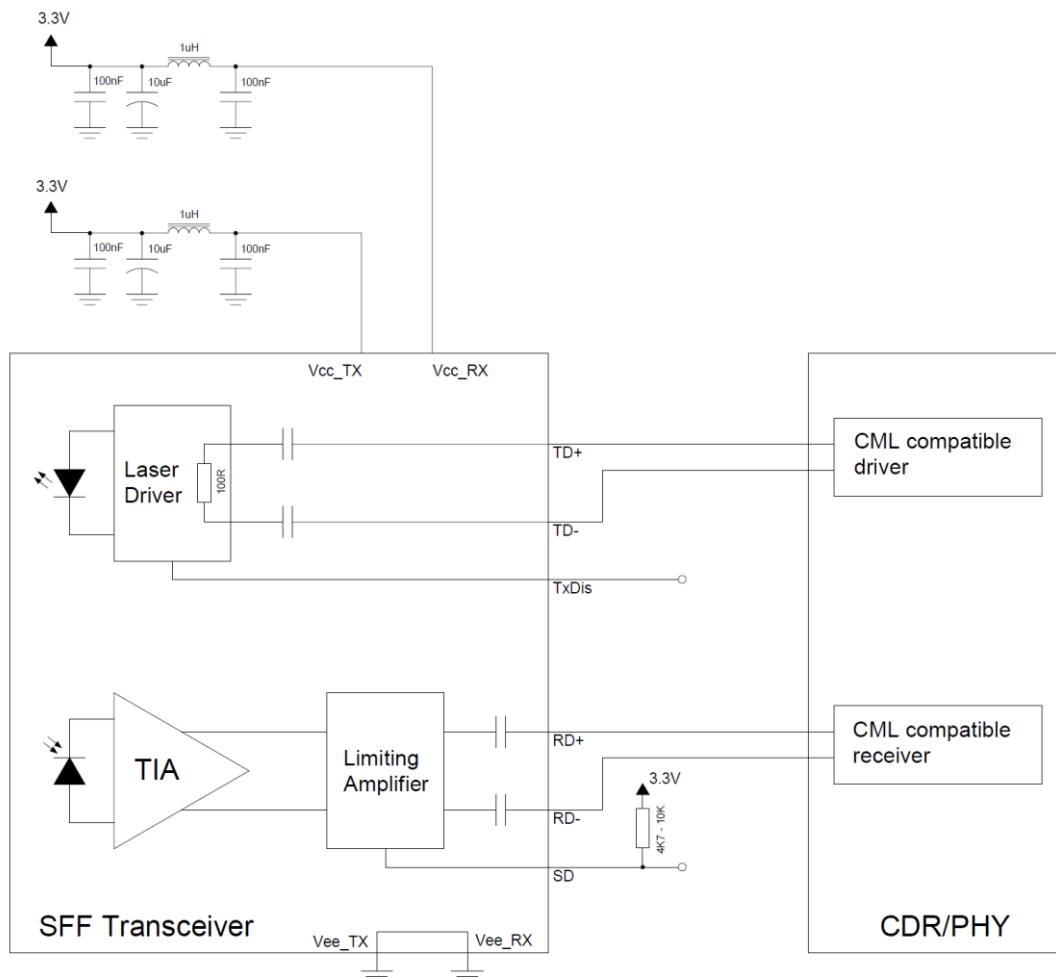 3.3V
1uH
100nF
10uF
100nF
3.3V
1uH
100nF
10uF
100nF
Vcc_TX
Vcc_RX
Laser
Driver
100R
TD+
TD-
TxDis
CML compatible
driver
TIA
Limiting
Amplifier
RD+
RD-
SD
3.3V
4K7 - 10K
CML compatible
receiver
SFF Transceiver
Vee_TX
Vee_RX
CDR/PHY